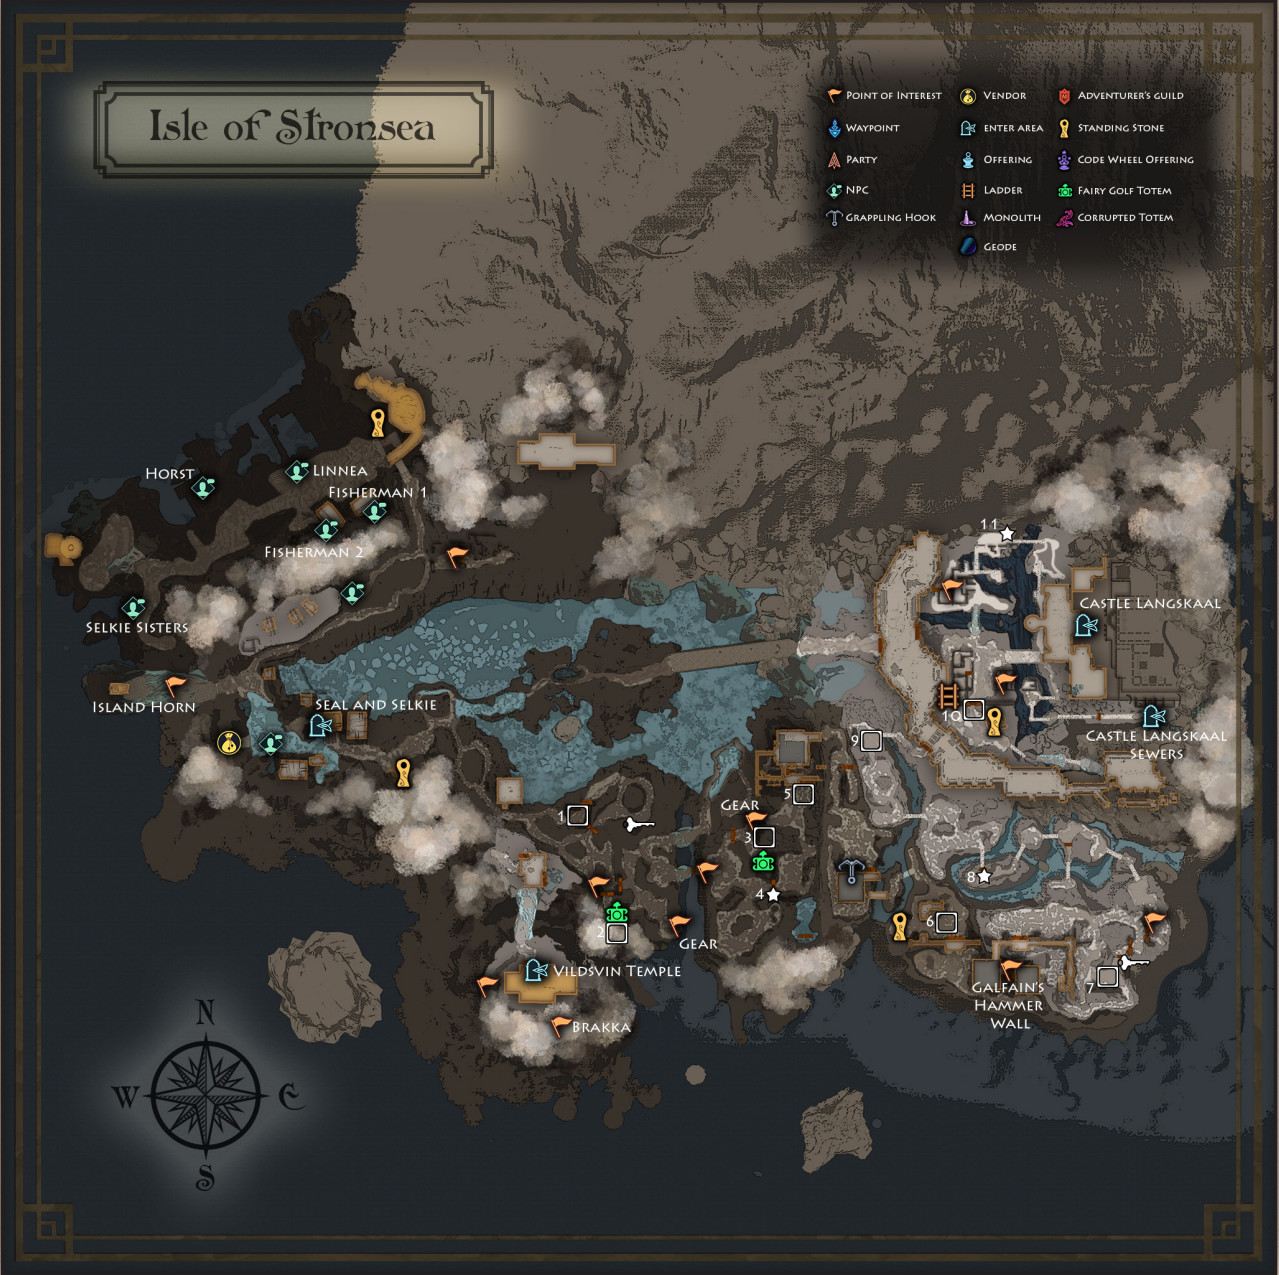 Isle of Stronsea
Point of Interest
Vendor
Adventurer's guild
Waypoint
enter area
Standing Stone
Party
Offering
Code Wheel Offering
NPC
Ladder
Fairy Golf Totem
Grappling Hook
Monolith
Corrupted Totem
Geode
Horst
Linnea
Fisherman 1
Fisherman 2
11
Castle Langskaal
Selkie Sisters
Island Horn
Seal and Selkie
10
Castle Langskaal
Sewers
9
5
Gear
1
3
8
4
6
2
Gear
Vildsvin Temple
7
Galfain's
Hammer
Wall
Brakka
N
W
E
S